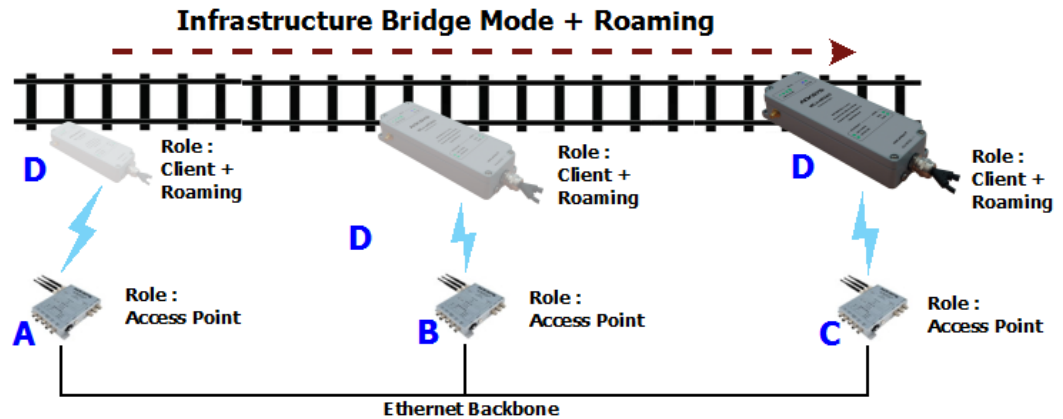 Infrastructure Bridge Mode + Roaming
D
Role :
Client +
Roaming
D
Role :
Client +
Roaming
D
Role :
Client +
Roaming
A
Role :
Access Point
B
Role :
Access Point
C
Role :
Access Point
Ethernet Backbone